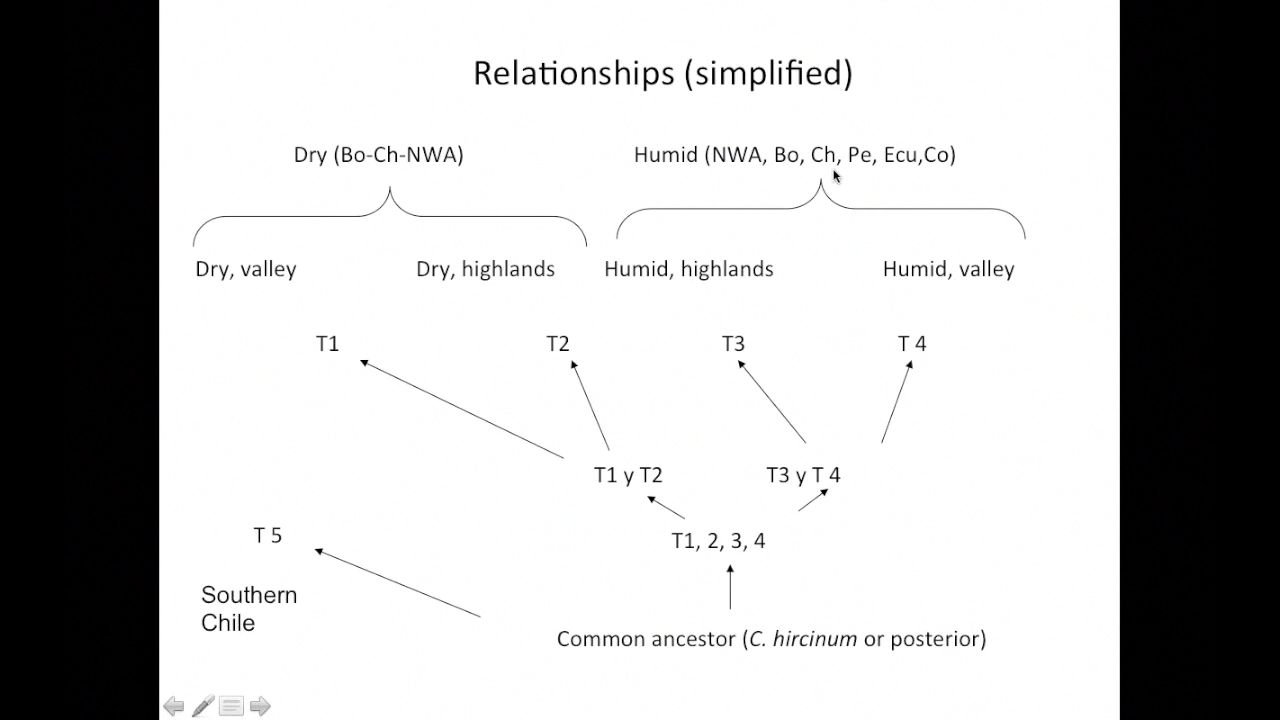 Relationships (simplified)
Dry (Bo-Ch-NWA)
Humid (NWA, Bo, Ch, Pe, Ecu,Co)
Dry, valley
Dry, highlands
Humid, highlands
Humid, valley
T1
T2
T3
T 4
T1 y T2
T3 y T 4
T 5
T1, 2, 3, 4
Southern
Chile
Common ancestor (C. hircinum or posterior)